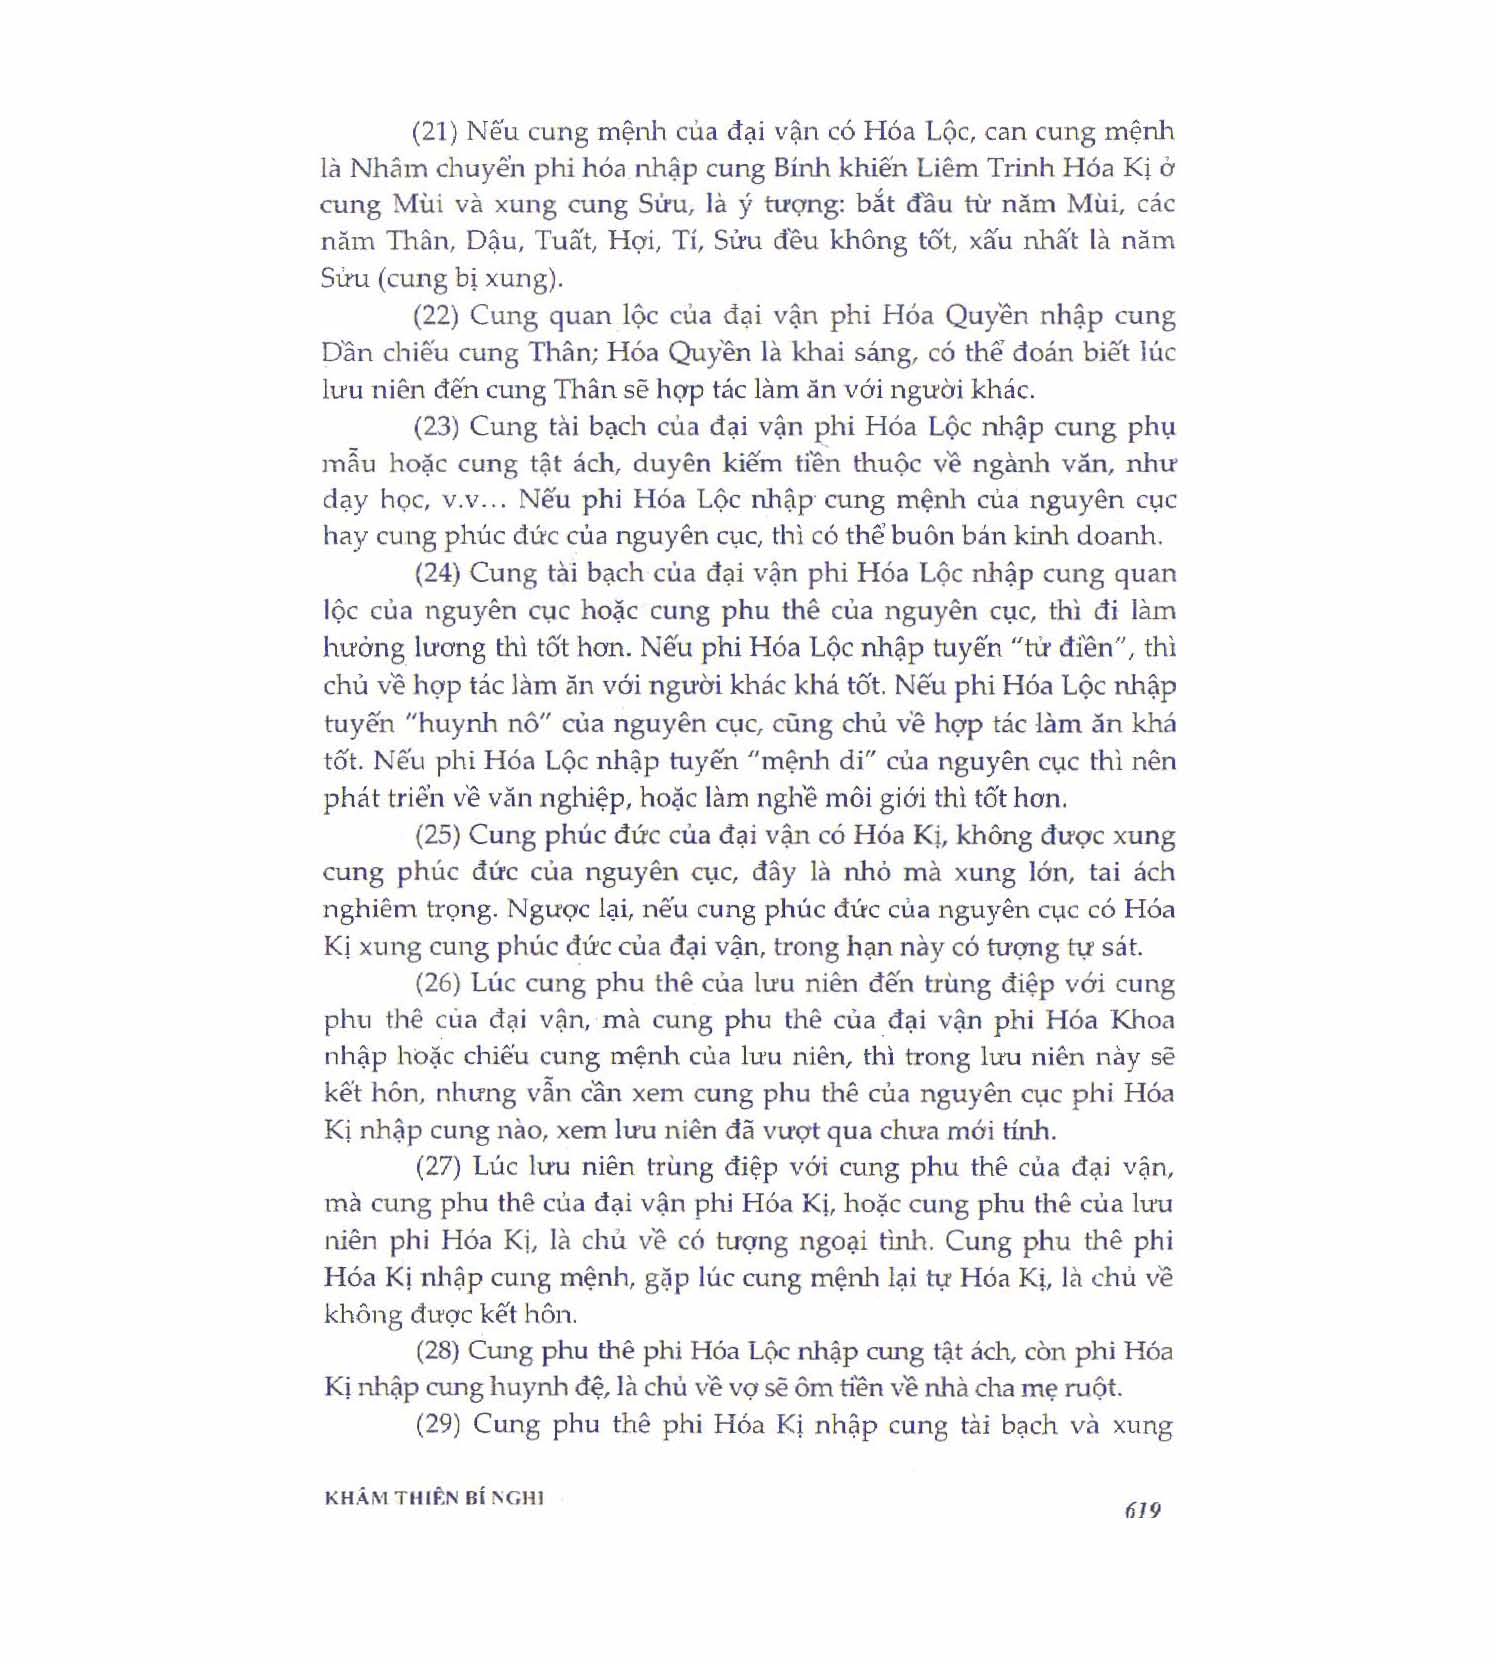 (21) Nếu cung mệnh của đại vận có Hóa Lộc, can cung mệnh
là Nhâm chuyển phi hóa nhập cung Bính khiến Liêm Trinh Hóa Kị ở
cung Mùi và xung cung Sửu, là ý tượng: bắt đầu từ năm Mùi, các
năm Thân, Dậu, Tuất, Hợi, Tí, Sửu đều không tốt, xấu nhất là năm
Sửu (cung bị xung).
(22) Cung quan lộc của đại vận phi Hóa Quyền nhập cung
Dần chiếu cung Thân; Hóa Quyền là khai sáng, có thể đoán biết lúc
lưu niên đến cung Thân sẽ hợp tác làm ăn với người khác.
(23) Cung tài bạch của đại vận phi Hóa Lộc nhập cung phụ
mẫu hoặc cung tật ách, duyên kiếm tiền thuộc về ngành văn, như
dạy học, v.v... Nếu phi Hóa Lộc nhập cung mệnh của nguyên cục
hay cung phúc đức của nguyên cục, thì có thể buôn bán kinh doanh.
(24) Cung tài bạch của đại vận phi Hóa Lộc nhập cung quan
lộc của nguyên cục hoặc cung phu thê của nguyên cục, thì đi làm
hưởng lương thì tốt hơn. Nếu phi Hóa Lộc nhập tuyến "tử điền", thì
chủ về hợp tác làm ăn với người khác khá tốt. Nếu phi Hóa Lộc nhập
tuyến "huynh nô" của nguyên cục, cũng chủ về hợp tác làm ăn khá
tốt. Nếu phi Hóa Lộc nhập tuyến "mệnh di" của nguyên cục thì nên
phát triển về văn nghiệp, hoặc làm nghề môi giới thì tốt hơn.
(25) Cung phúc đức của đại vận có Hóa Kị, không được xung
cung phúc đức của nguyên cục, đây là nhỏ mà xung lớn, tai ách
nghiêm trọng. Ngược lại, nếu cung phúc đức của nguyên cục có Hóa
Kị xung cung phúc đức của đại vận, trong hạn này có tượng tự sát.
(26) Lúc cung phu thê của lưu niên đến trùng điệp với cung
phu thê của đại vận, mà cung phu thê của đại vận phi Hóa Khoa
nhập hoặc chiếu cung mệnh của lưu niên, thì trong lưu niên này sẽ
kết hôn, nhưng vẫn cần xem cung phu thê của nguyên cục phi Hóa
Kị nhập cung nào, xem lưu niên đã vượt qua chưa mới tính.
(27) Lúc lưu niên trùng điệp với cung phu thê của đại vận,
mà cung phu thê của đại vận phi Hóa Kị, hoặc cung phu thê của lưu
niên phi Hóa Kị, là chủ về có tượng ngoại tình. Cung phu thê phi
Hóa Kị nhập cung mệnh, gặp lúc cung mệnh lại tự Hóa Kị, là chủ về
không được kết hôn.
(28) Cung phu thê phi Hóa Lộc nhập cung tật ách, còn phi Hóa
Kị nhập cung huynh đệ, là chủ về vợ sẽ ôm tiền về nhà cha mẹ ruột.
(29) Cung phu thê phi Hóa Kị nhập cung tài bạch và xung
KHÂM THIÊN BÍ NGHI
619